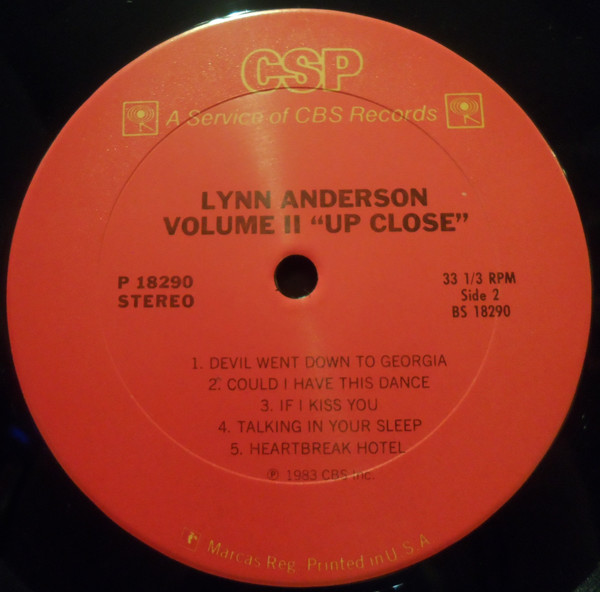 CSP
A Service of CBS Records
LYNN ANDERSON
VOLUME II "UP CLOSE"
P 18290
STEREO
33 1/3 RPM
Side 2
BS 18290
1. DEVIL WENT DOWN TO GEORGIA
2. COULD I HAVE THIS DANCE
3. IF I KISS YOU
4. TALKING IN YOUR SLEEP
5. HEARTBREAK HOTEL
℗ 1983 CBS Inc.
Marcas Reg. Printed in U.S.A